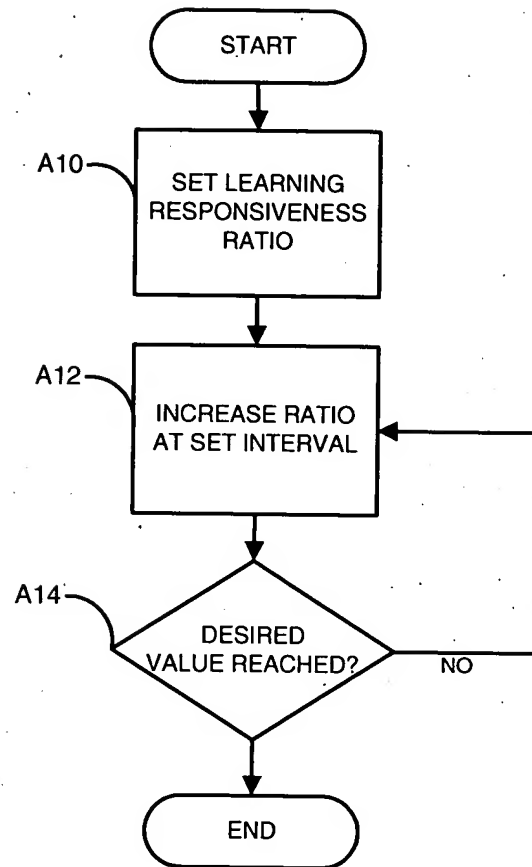 START
A10
SET LEARNING
RESPONSIVENESS
RATIO
A12
INCREASE RATIO
AT SET INTERVAL
A14
DESIRED
VALUE REACHED?
NO
END